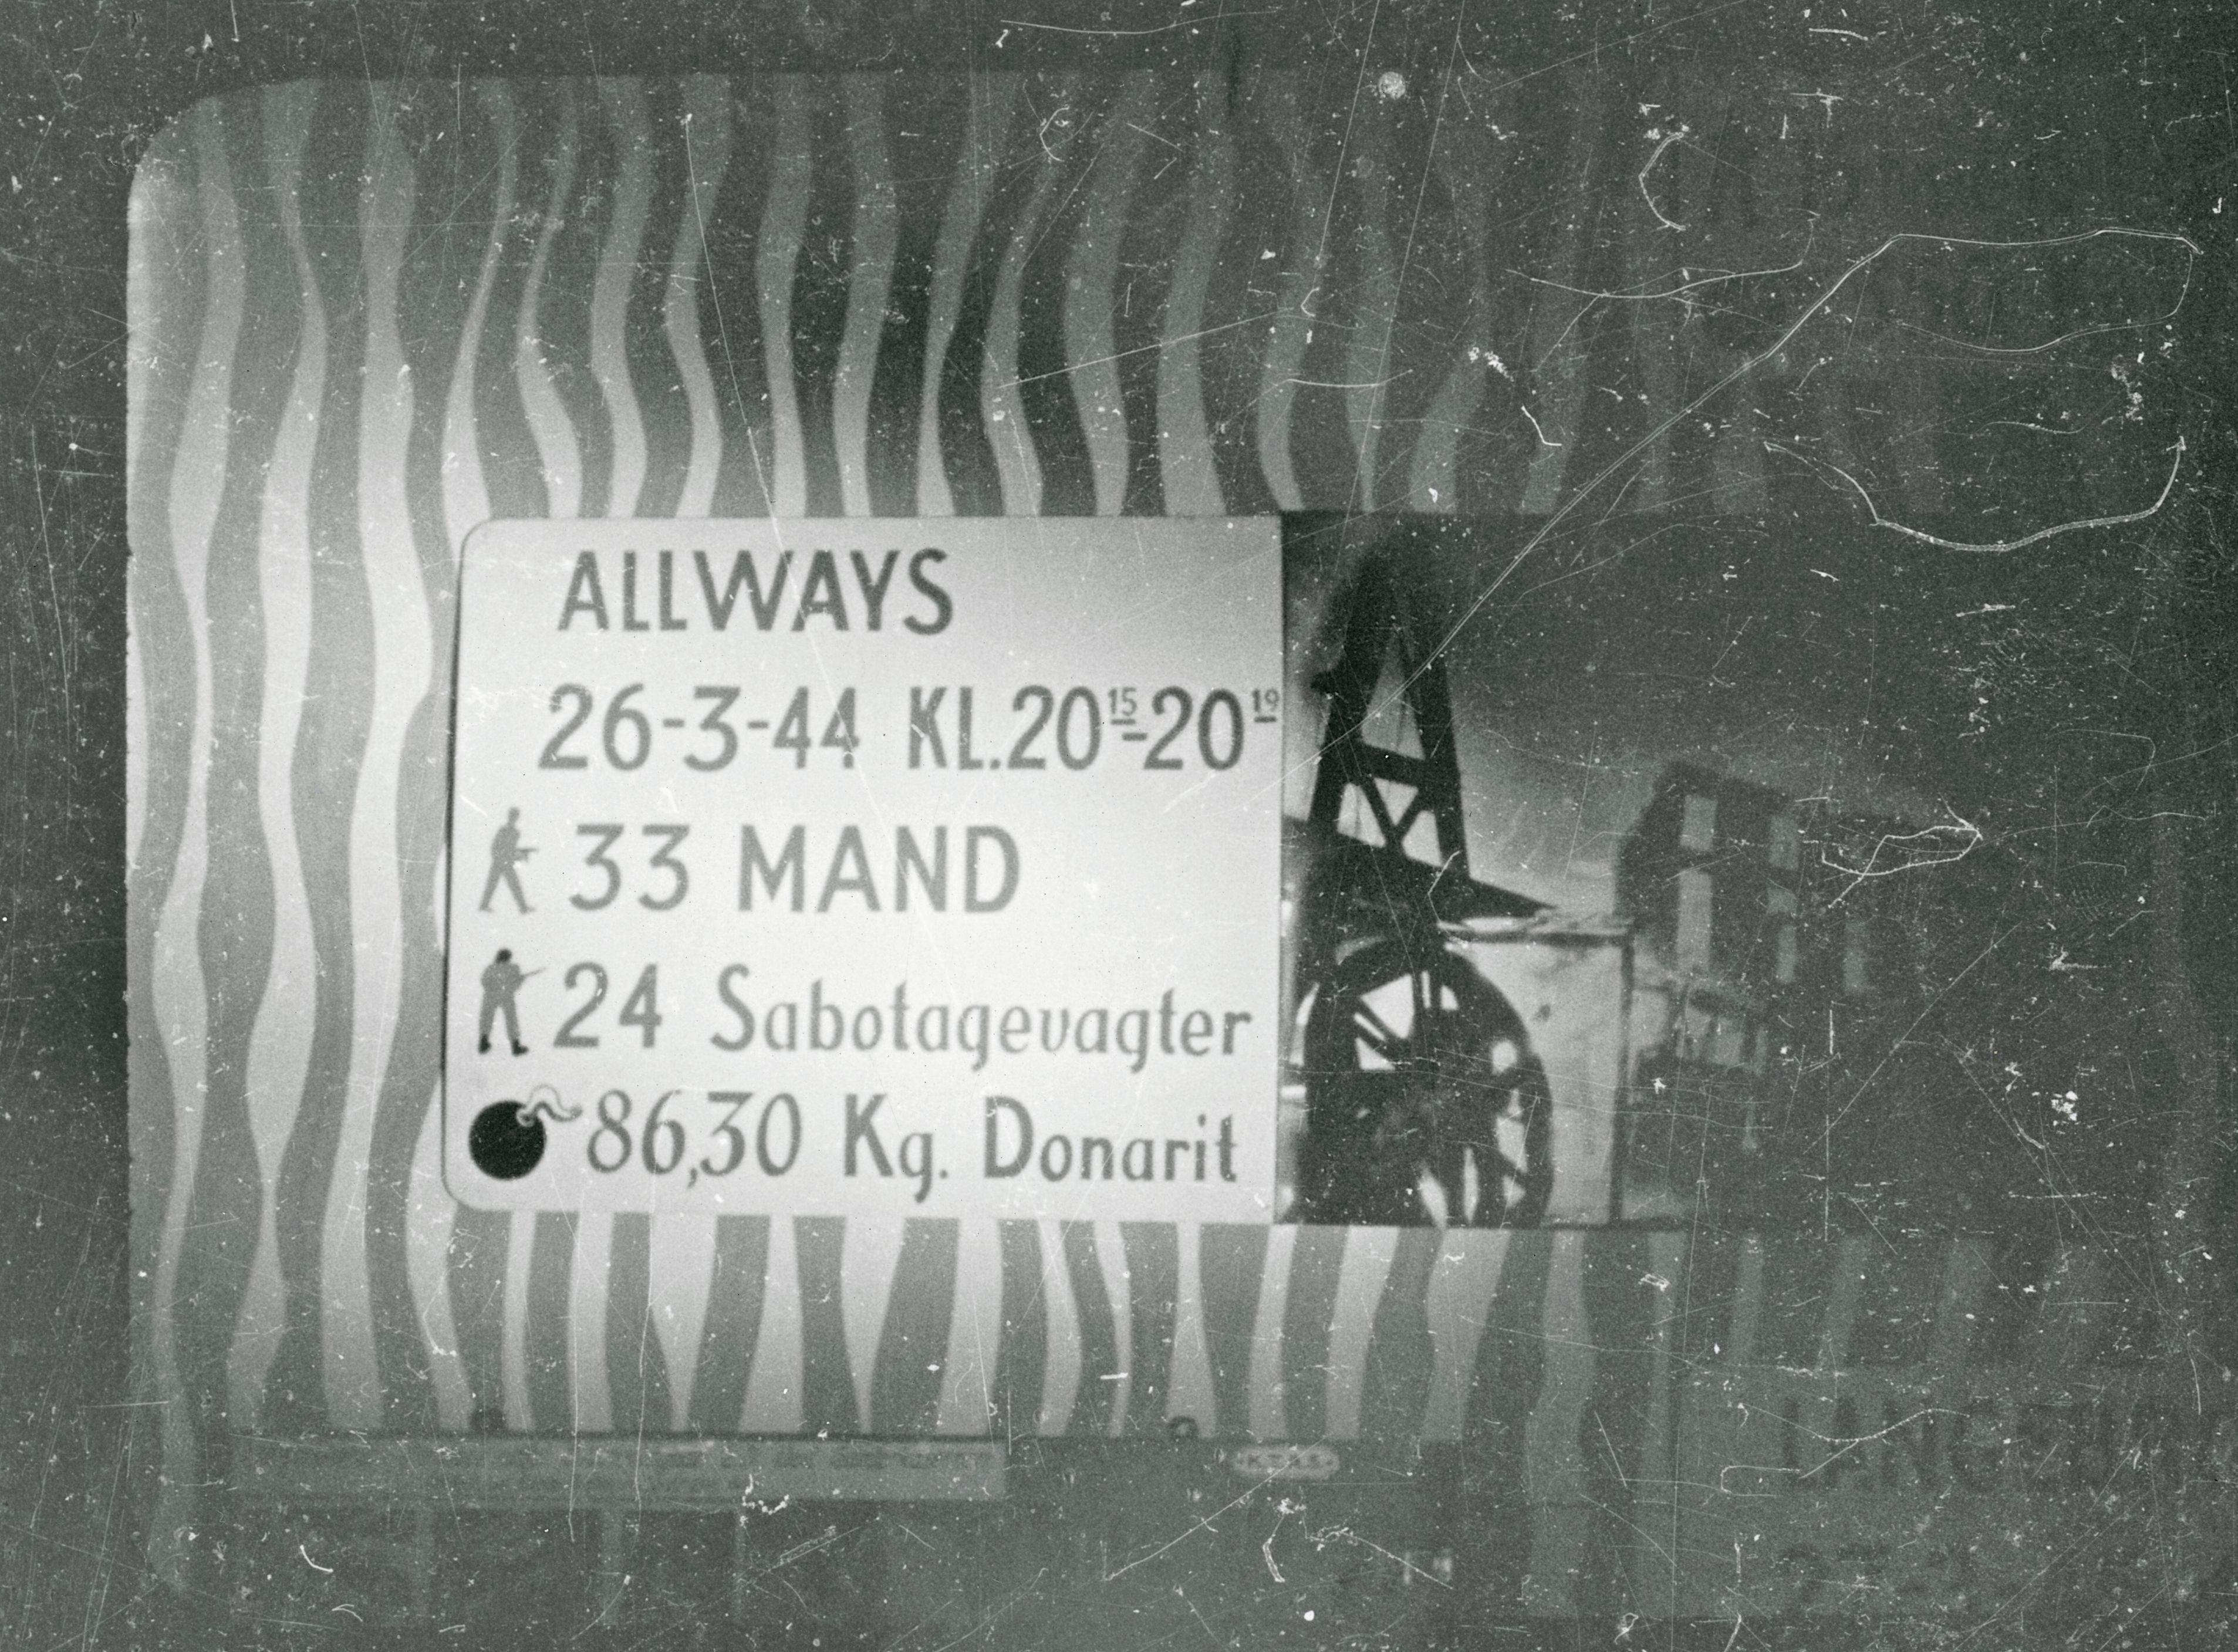 ALLWAYS
26-3-44 KL.20¹⁵-20¹⁹
33 MAND
24 Sabotagevagter
86,30 Kg. Donarit